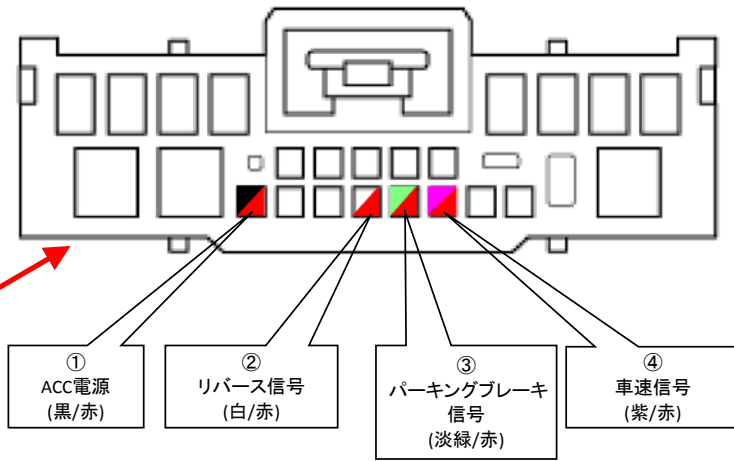 ①
ACC電源
(黒/赤)
②
リバース信号
(白/赤)
③
パーキングブレーキ
信号
(淡緑/赤)
④
車速信号
(紫/赤)